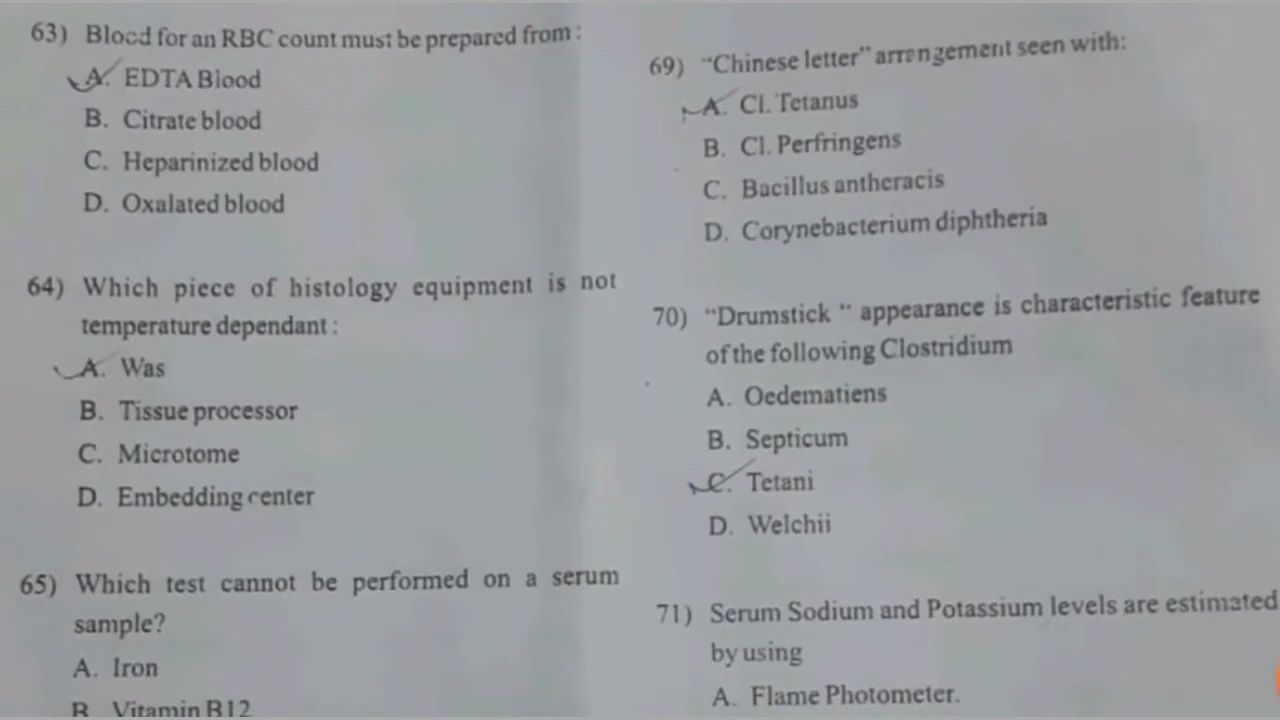 63) Blood for an RBC count must be prepared from :
A. EDTA Blood
B. Citrate blood
C. Heparinized blood
D. Oxalated blood
64) Which piece of histology equipment is not
temperature dependant :
A. Was
B. Tissue processor
C. Microtome
D. Embedding center
65) Which test cannot be performed on a serum
sample?
A. Iron
B. Vitamin B12
69) "Chinese letter" arrengement seen with:
A. Cl. Tetanus
B. Cl. Perfringens
C. Bacillus antheracis
D. Corynebacterium diphtheria
70) "Drumstick " appearance is characteristic feature
of the following Clostridium
A. Oedematiens
B. Septicum
C. Tetani
D. Welchii
71) Serum Sodium and Potassium levels are estimated
by using
A. Flame Photometer.